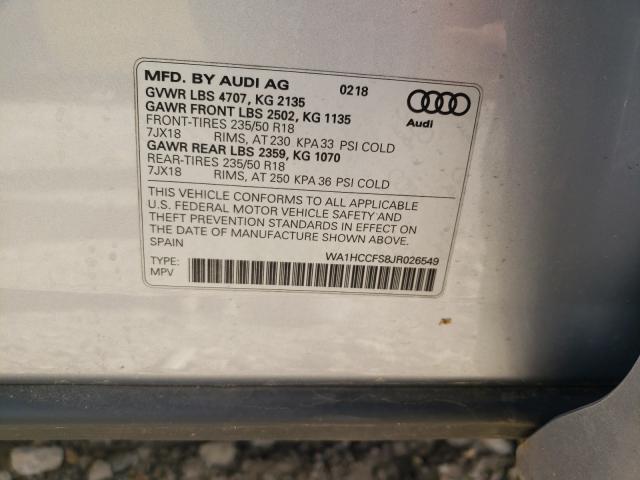 MFD. BY AUDI AG 0218
GVWR LBS 4707, KG 2135
GAWR FRONT LBS 2502, KG 1135
FRONT-TIRES 235/50 R18
7JX18 RIMS, AT 230 KPA 33 PSI COLD
GAWR REAR LBS 2359, KG 1070
REAR-TIRES 235/50 R18
7JX18 RIMS, AT 250 KPA 36 PSI COLD
Audi
THIS VEHICLE CONFORMS TO ALL APPLICABLE
U.S. FEDERAL MOTOR VEHICLE SAFETY AND
THEFT PREVENTION STANDARDS IN EFFECT ON
THE DATE OF MANUFACTURE SHOWN ABOVE.
SPAIN
WA1HCCFS8JR026549
TYPE:
MPV